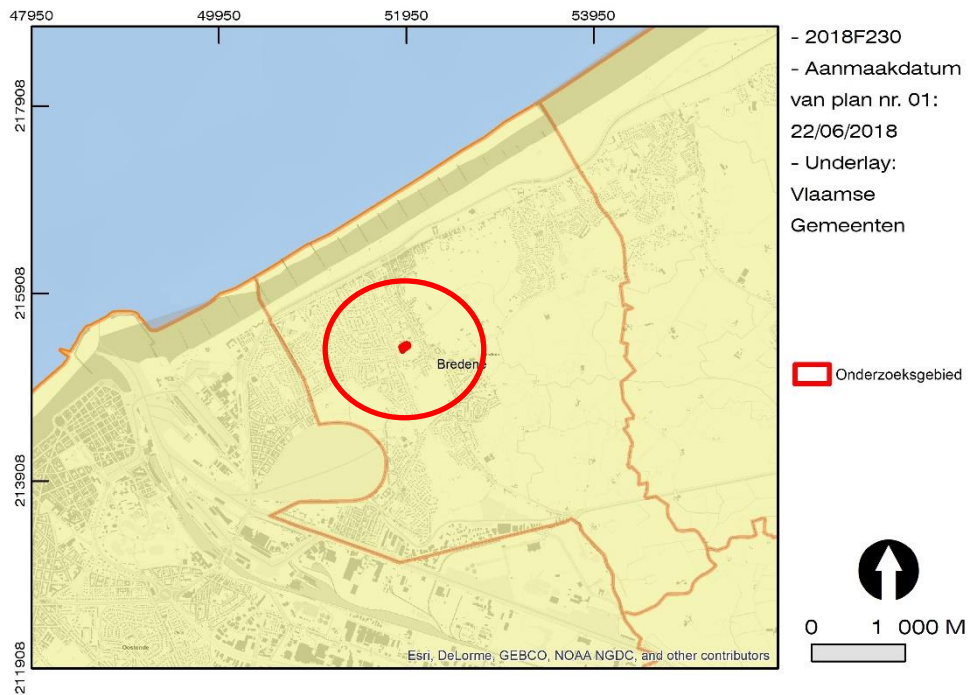 47950
49950
51950
53950
217908
215908
213908
211908
Bredene
Oostende
Esri, DeLorme, GEBCO, NOAA NGDC, and other contributors
- 2018F230
- Aanmaakdatum
van plan nr. 01:
22/06/2018
- Underlay:
Vlaamse
Gemeenten
Onderzoeksgebied
0 1 000 M